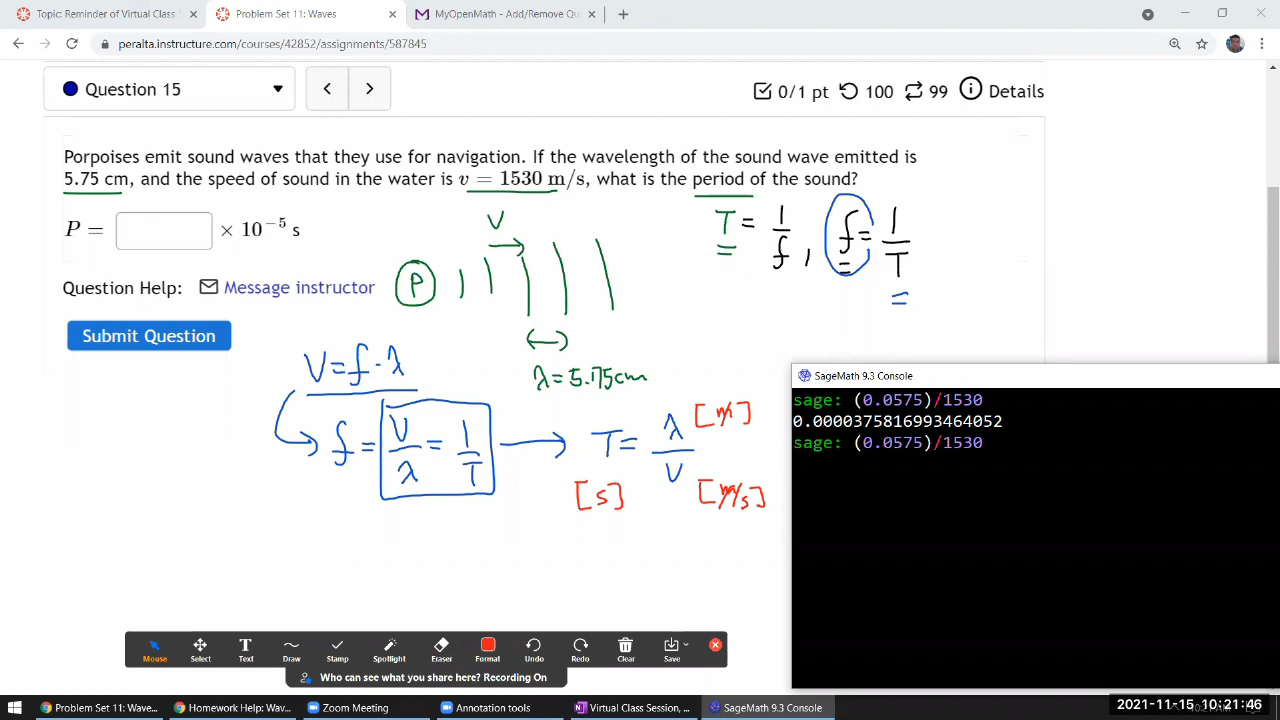 Topic: Reminder of Virtual Class
Problem Set 11: Waves
MyOpenMath - Add/Remove Qu
peralta.instructure.com/courses/42852/assignments/587845
Question 15
0/1 pt 100 99 Details
Porpoises emit sound waves that they use for navigation. If the wavelength of the sound wave emitted is
5.75 cm, and the speed of sound in the water is v = 1530 m/s, what is the period of the sound?
P = × 10⁻⁵ s
T = 1/f, f = 1/T
V
P
Question Help: Message instructor
Submit Question
V = f · λ
λ = 5.75cm
f = V/λ = 1/T → T = λ/V [m] [m/s]
[s]
SageMath 9.3 Console
sage: (0.0575)/1530
0.0000375816993464052
sage: (0.0575)/1530
Mouse Select Text Draw Stamp Spotlight Eraser Format Undo Redo Clear Save
Who can see what you share here? Recording On
Problem Set 11: Wa... Homework Help: Wav... Zoom Meeting Annotation tools Virtual Class Session, ... SageMath 9.3 Console
2021-11-15 10:21:46